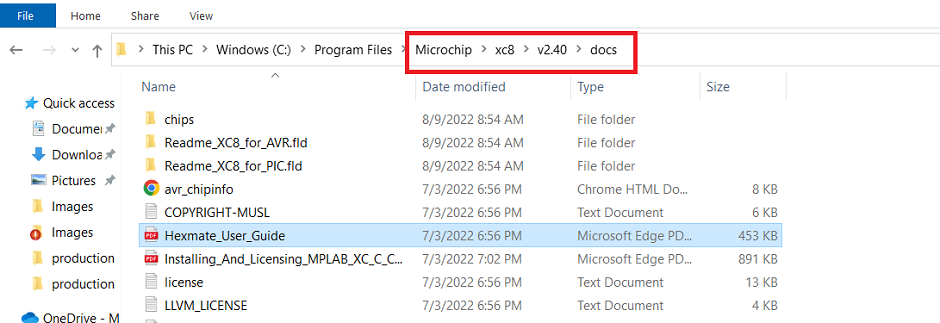 File Home Share View
This PC > Windows (C:) > Program Files > Microchip > xc8 > v2.40 > docs
Name Date modified Type Size
Quick access
Documen
Downloa
Pictures
Images
Images
production
production
OneDrive - M
chips 8/9/2022 8:54 AM File folder
Readme_XC8_for_AVR.fld 8/9/2022 8:54 AM File folder
Readme_XC8_for_PIC.fld 8/9/2022 8:54 AM File folder
avr_chipinfo 7/3/2022 6:56 PM Chrome HTML Do... 8 KB
COPYRIGHT-MUSL 7/3/2022 6:56 PM Text Document 6 KB
PDF Hexmate_User_Guide 7/3/2022 6:56 PM Microsoft Edge PD... 453 KB
PDF Installing_And_Licensing_MPLAB_XC_C_C... 7/3/2022 7:02 PM Microsoft Edge PD... 891 KB
license 7/3/2022 6:56 PM Text Document 13 KB
LLVM_LICENSE 7/3/2022 6:56 PM Text Document 4 KB